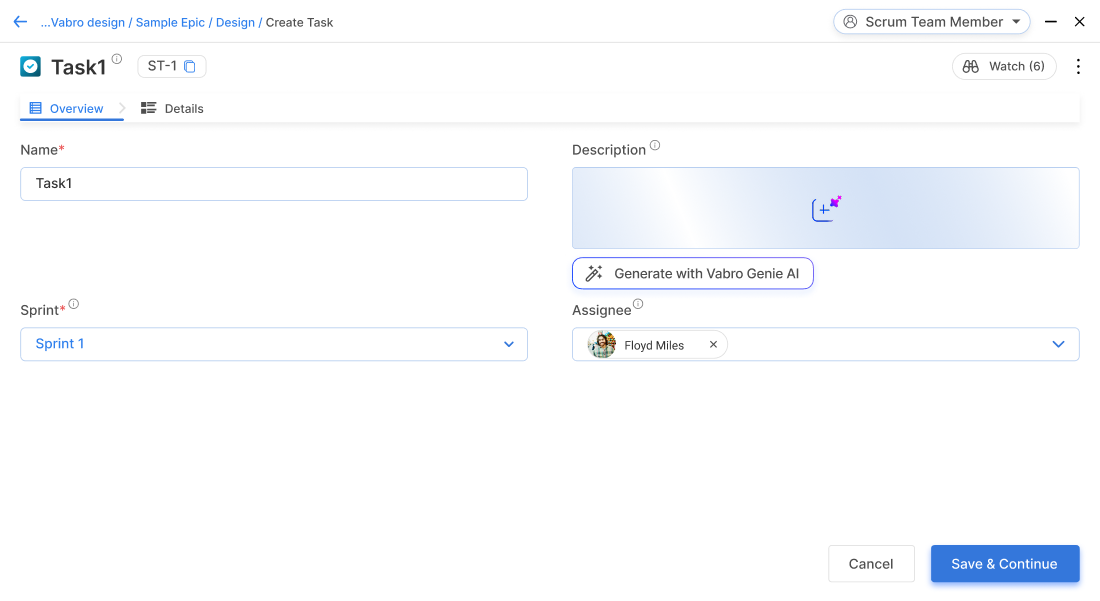 ...Vabro design / Sample Epic / Design / Create Task
Scrum Team Member
Task1
ST-1
Watch (6)
Overview
Details
Name*
Description
Task1
Generate with Vabro Genie AI
Sprint*
Assignee
Sprint 1
Floyd Miles
Cancel
Save & Continue